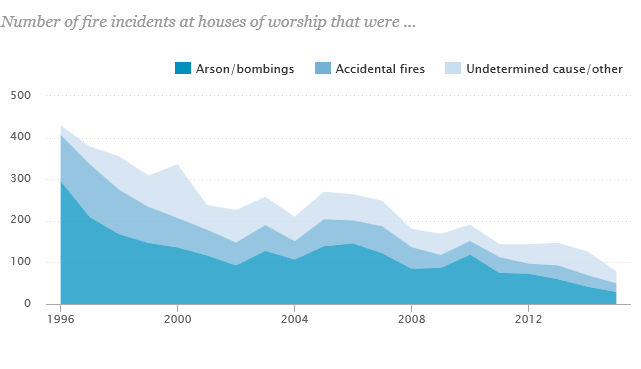 Number of fire incidents at houses of worship that were ...
Arson/bombings Accidental fires Undetermined cause/other
500
400
300
200
100
0
1996 2000 2004 2008 2012